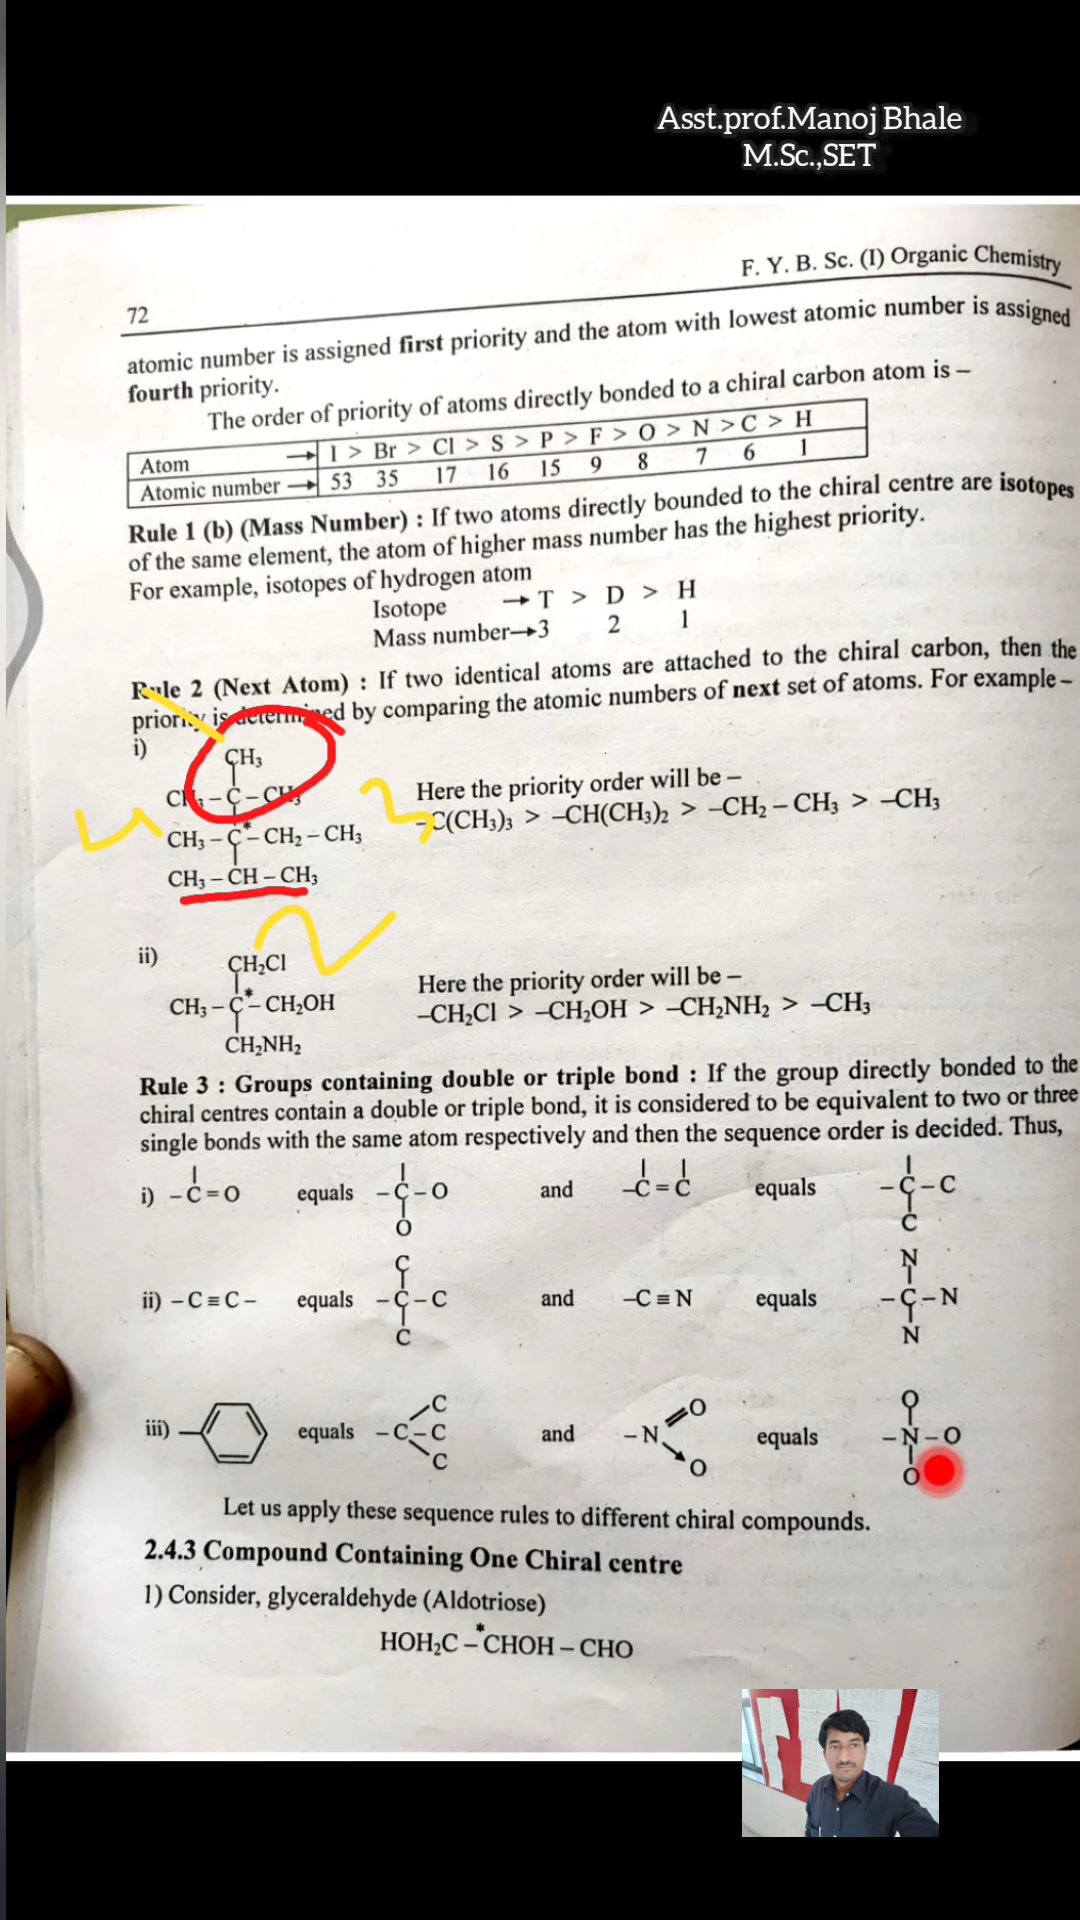 Asst.prof.Manoj Bhale
M.Sc.,SET
F. Y. B. Sc. (I) Organic Chemistry
72
atomic number is assigned first priority and the atom with lowest atomic number is assigned
fourth priority.
The order of priority of atoms directly bonded to a chiral carbon atom is –
Atom → I > Br > Cl > S > P > F > O > N > C > H
Atomic number → 53 35 17 16 15 9 8 7 6 1
Rule 1 (b) (Mass Number) : If two atoms directly bounded to the chiral centre are isotopes
of the same element, the atom of higher mass number has the highest priority.
For example, isotopes of hydrogen atom
Isotope → T > D > H
Mass number→3 2 1
Rule 2 (Next Atom) : If two identical atoms are attached to the chiral carbon, then the
priority is determined by comparing the atomic numbers of next set of atoms. For example –
i)
CH₃
CH₃ – C – CH₃
CH₃ – C* – CH₂ – CH₃
CH₃ – CH – CH₃
Here the priority order will be –
–C(CH₃)₃ > –CH(CH₃)₂ > –CH₂ – CH₃ > –CH₃
ii)
CH₂Cl
CH₃ – C* – CH₂OH
CH₂NH₂
Here the priority order will be –
–CH₂Cl > –CH₂OH > –CH₂NH₂ > –CH₃
Rule 3 : Groups containing double or triple bond : If the group directly bonded to the
chiral centres contain a double or triple bond, it is considered to be equivalent to two or three
single bonds with the same atom respectively and then the sequence order is decided. Thus,
i) –C=O equals –C–O and –C=C equals –C–C
O C
C N
ii) –C≡C– equals –C–C and –C≡N equals –C–N
C N
C O O
iii) equals –C–C and –N equals –N–O
C O O
Let us apply these sequence rules to different chiral compounds.
2.4.3 Compound Containing One Chiral centre
1) Consider, glyceraldehyde (Aldotriose)
HOH₂C – *CHOH – CHO